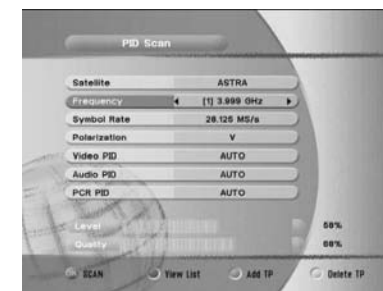 PID Scan
Satellite ASTRA
Frequency [1] 3.999 GHz
Symbol Rate 28.125 MS/s
Polarization V
Video PID AUTO
Audio PID AUTO
PCR PID AUTO
Level 58%
Quality 68%
SCAN View List Add TP Delete TP